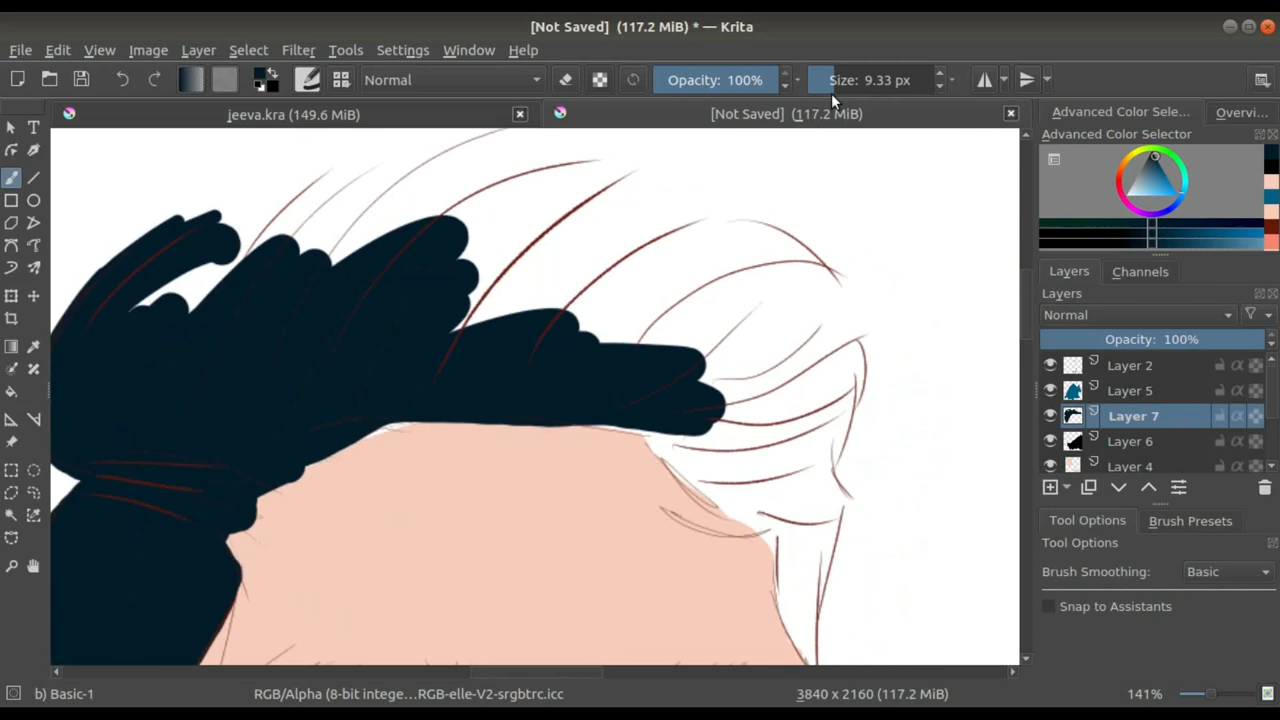 [Not Saved]  (117.2 MiB) * — Krita
File Edit View Image Layer Select Filter Tools Settings Window Help
Normal Opacity: 100% Size: 9.33 px
jeeva.kra (149.6 MiB) [Not Saved]  (117.2 MiB)
Advanced Color Sele... Overvi...
Advanced Color Selector
Layers Channels
Layers
Normal
Opacity:  100%
Layer 2
Layer 5
Layer 7
Layer 6
Layer 4
Tool Options Brush Presets
Tool Options
Brush Smoothing: Basic
Snap to Assistants
b) Basic-1 RGB/Alpha (8-bit intege...RGB-elle-V2-srgbtrc.icc 3840 x 2160 (117.2 MiB) 141%